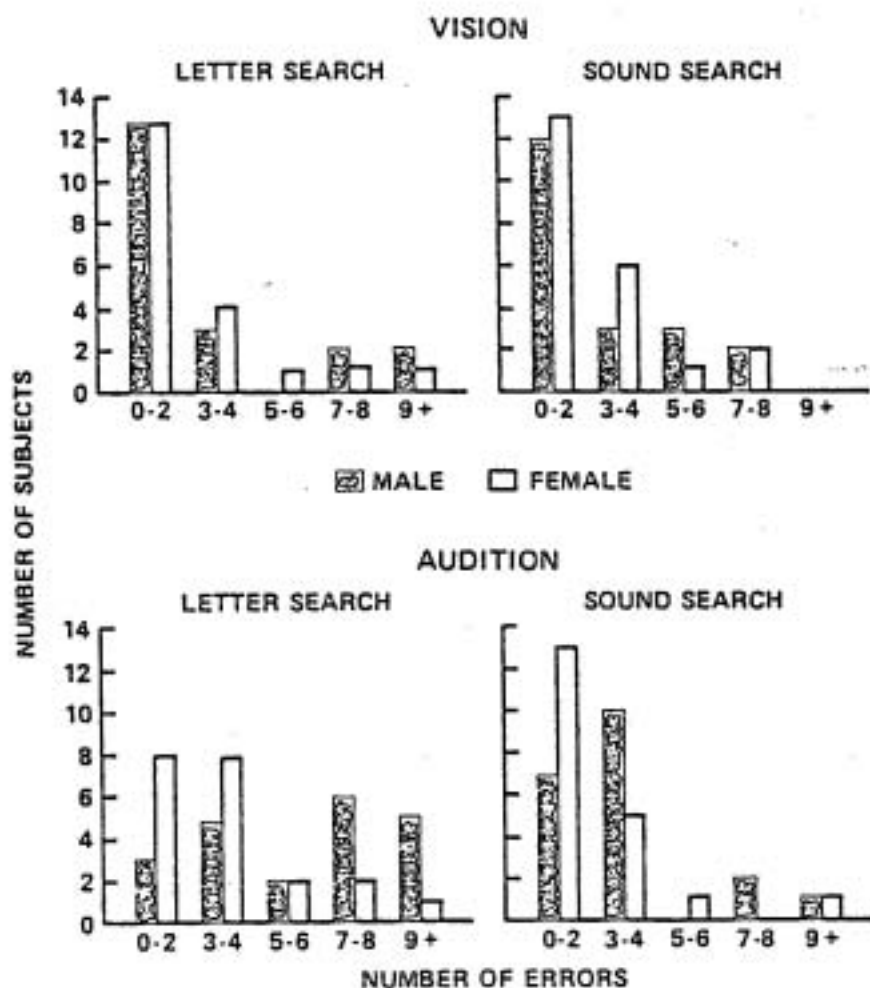 VISION
LETTER SEARCH
SOUND SEARCH
14
12
10
8
6
4
2
0
0-2 3-4 5-6 7-8 9+
0-2 3-4 5-6 7-8 9+
NUMBER OF SUBJECTS
MALE FEMALE
AUDITION
LETTER SEARCH
SOUND SEARCH
14
12
10
8
6
4
2
0
0-2 3-4 5-6 7-8 9+
0-2 3-4 5-6 7-8 9+
NUMBER OF ERRORS